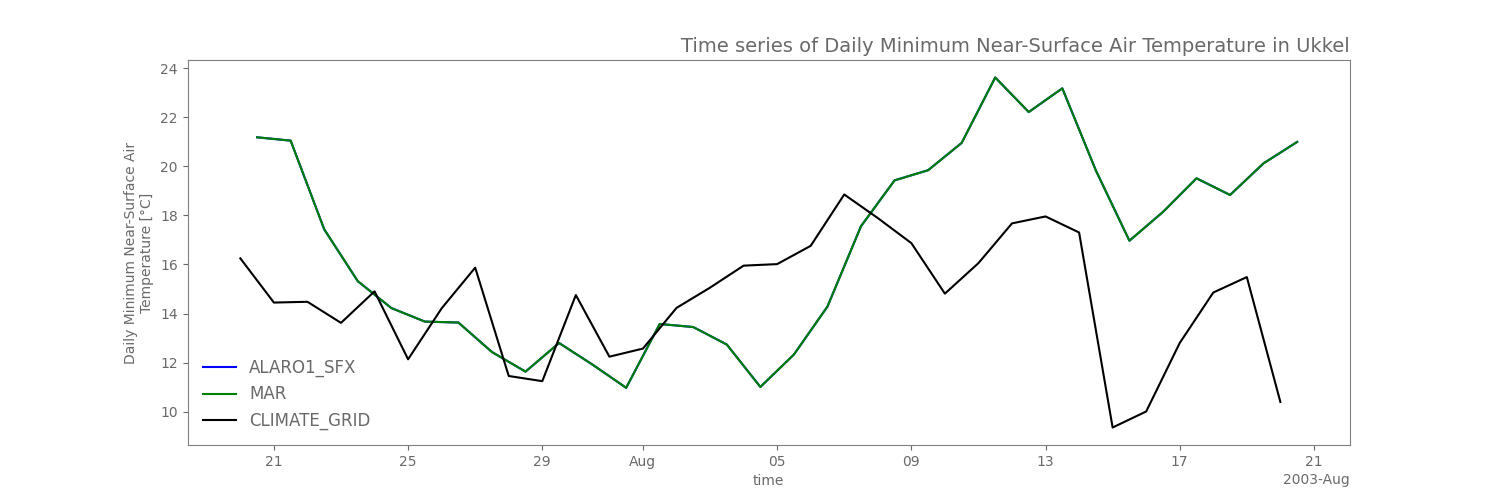 Time series of Daily Minimum Near-Surface Air Temperature in Ukkel
24
22
20
18
16
14
12
10
Daily Minimum Near-Surface Air
Temperature [°C]
ALARO1_SFX
MAR
CLIMATE_GRID
21
25
29
Aug
05
09
13
17
21
time
2003-Aug